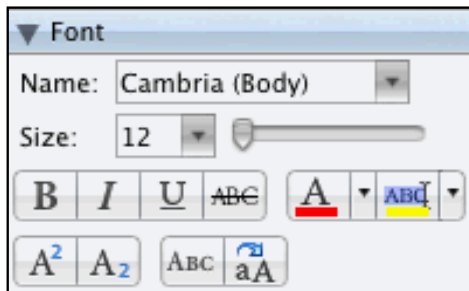 Font
Name: Cambria (Body)
Size: 12
B I U ABC A ABC
A² A₂ ABC aA